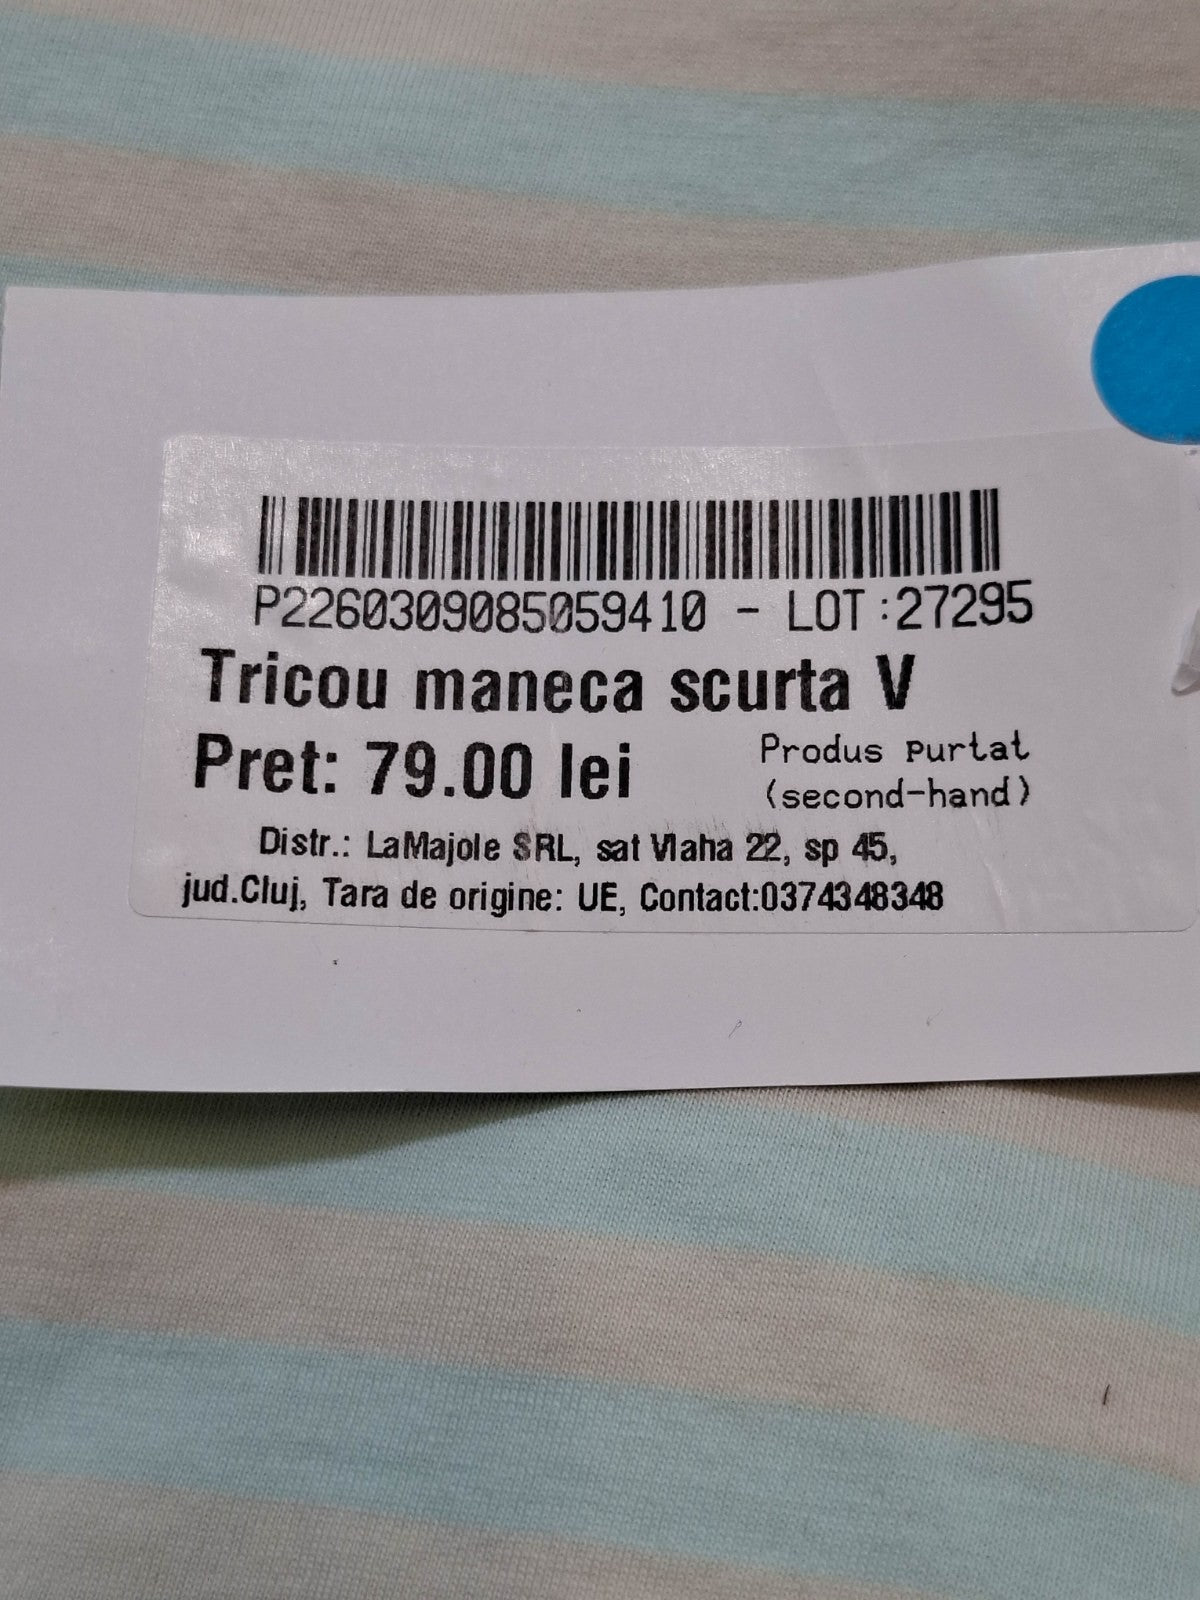 P2260309085059410 - LOT:27295
Tricou maneca scurta V
Pret: 79.00 lei
Produs purtat
(second-hand)
Distr.: LaMajole SRL, sat Vlaha 22, sp 45,
jud.Cluj, Tara de origine: UE, Contact:0374348348